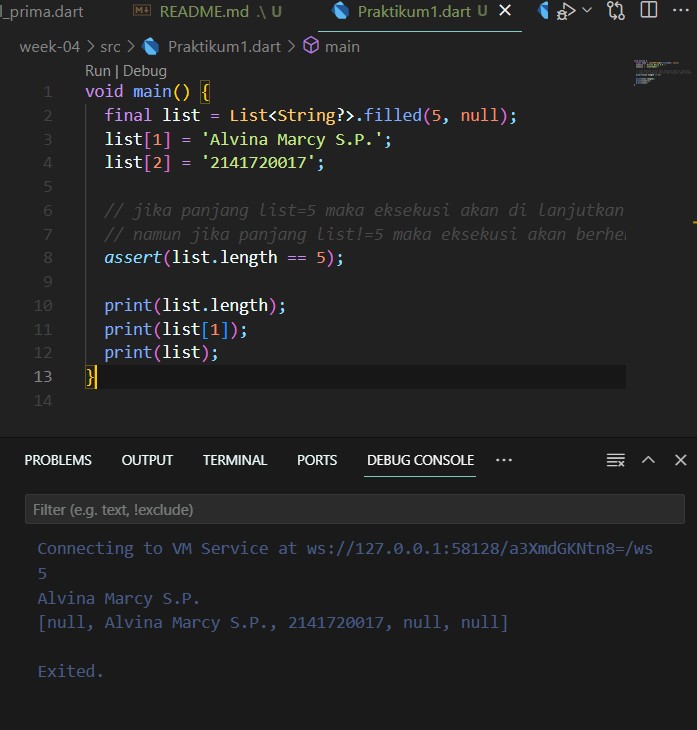 l_prima.dart
README.md .\ U
Praktikum1.dart U
week-04 > src > Praktikum1.dart > main
Run | Debug
1 void main() {
2 final list = List<String?>.filled(5, null);
3 list[1] = 'Alvina Marcy S.P.';
4 list[2] = '2141720017';
5
6 // jika panjang list=5 maka eksekusi akan di lanjutkan
7 // namun jika panjang list!=5 maka eksekusi akan berhe
8 assert(list.length == 5);
9
10 print(list.length);
11 print(list[1]);
12 print(list);
13 }
14
PROBLEMS OUTPUT TERMINAL PORTS DEBUG CONSOLE ...
Filter (e.g. text, !exclude)
Connecting to VM Service at ws://127.0.0.1:58128/a3XmdGKNtn8=/ws
5
Alvina Marcy S.P.
[null, Alvina Marcy S.P., 2141720017, null, null]
Exited.